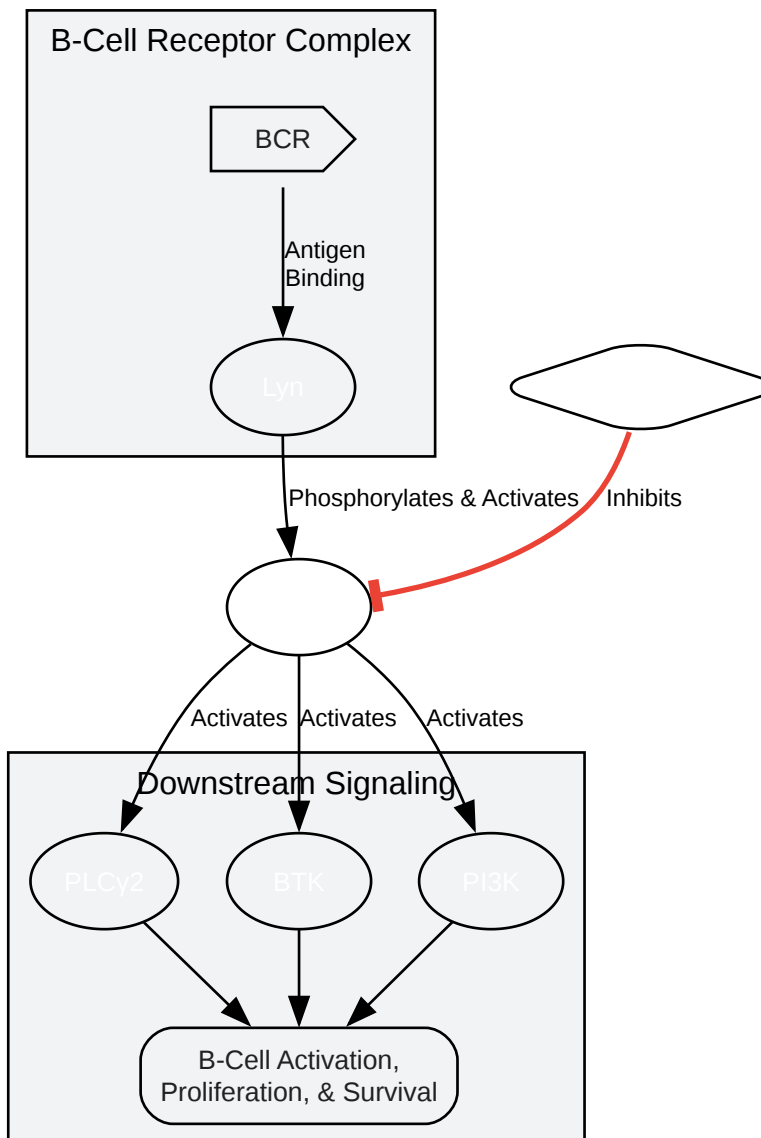 B-Cell Receptor Complex
BCR
Antigen
Binding
Lyn
Phosphorylates & Activates
Inhibits
Activates
Activates
Activates
Downstream Signaling
PLCγ2
BTK
PI3K
B-Cell Activation,
Proliferation, & Survival